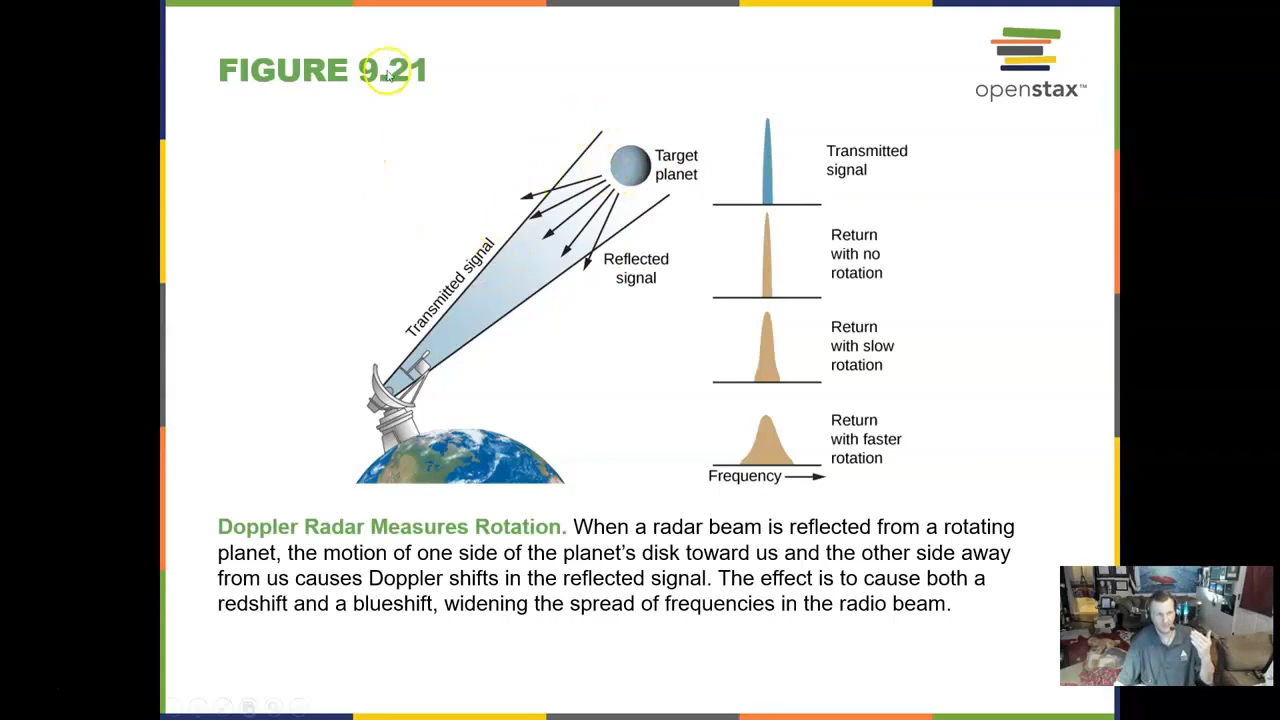 FIGURE 9.21
openstax™
Target
planet
Transmitted signal
Reflected
signal
Transmitted
signal
Return
with no
rotation
Return
with slow
rotation
Return
with faster
rotation
Frequency
Doppler Radar Measures Rotation. When a radar beam is reflected from a rotating
planet, the motion of one side of the planet’s disk toward us and the other side away
from us causes Doppler shifts in the reflected signal. The effect is to cause both a
redshift and a blueshift, widening the spread of frequencies in the radio beam.